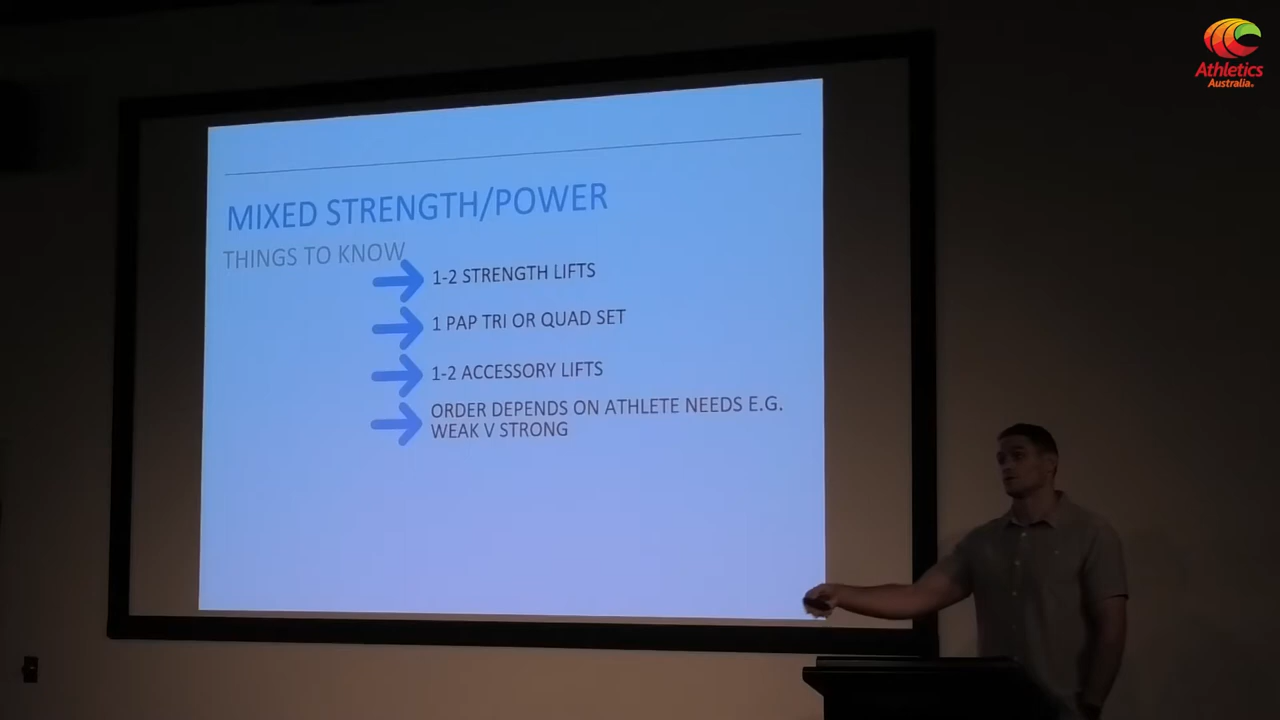 Athletics
Australia
MIXED STRENGTH/POWER
THINGS TO KNOW
1-2 STRENGTH LIFTS
1 PAP TRI OR QUAD SET
1-2 ACCESSORY LIFTS
ORDER DEPENDS ON ATHLETE NEEDS E.G.
WEAK V STRONG